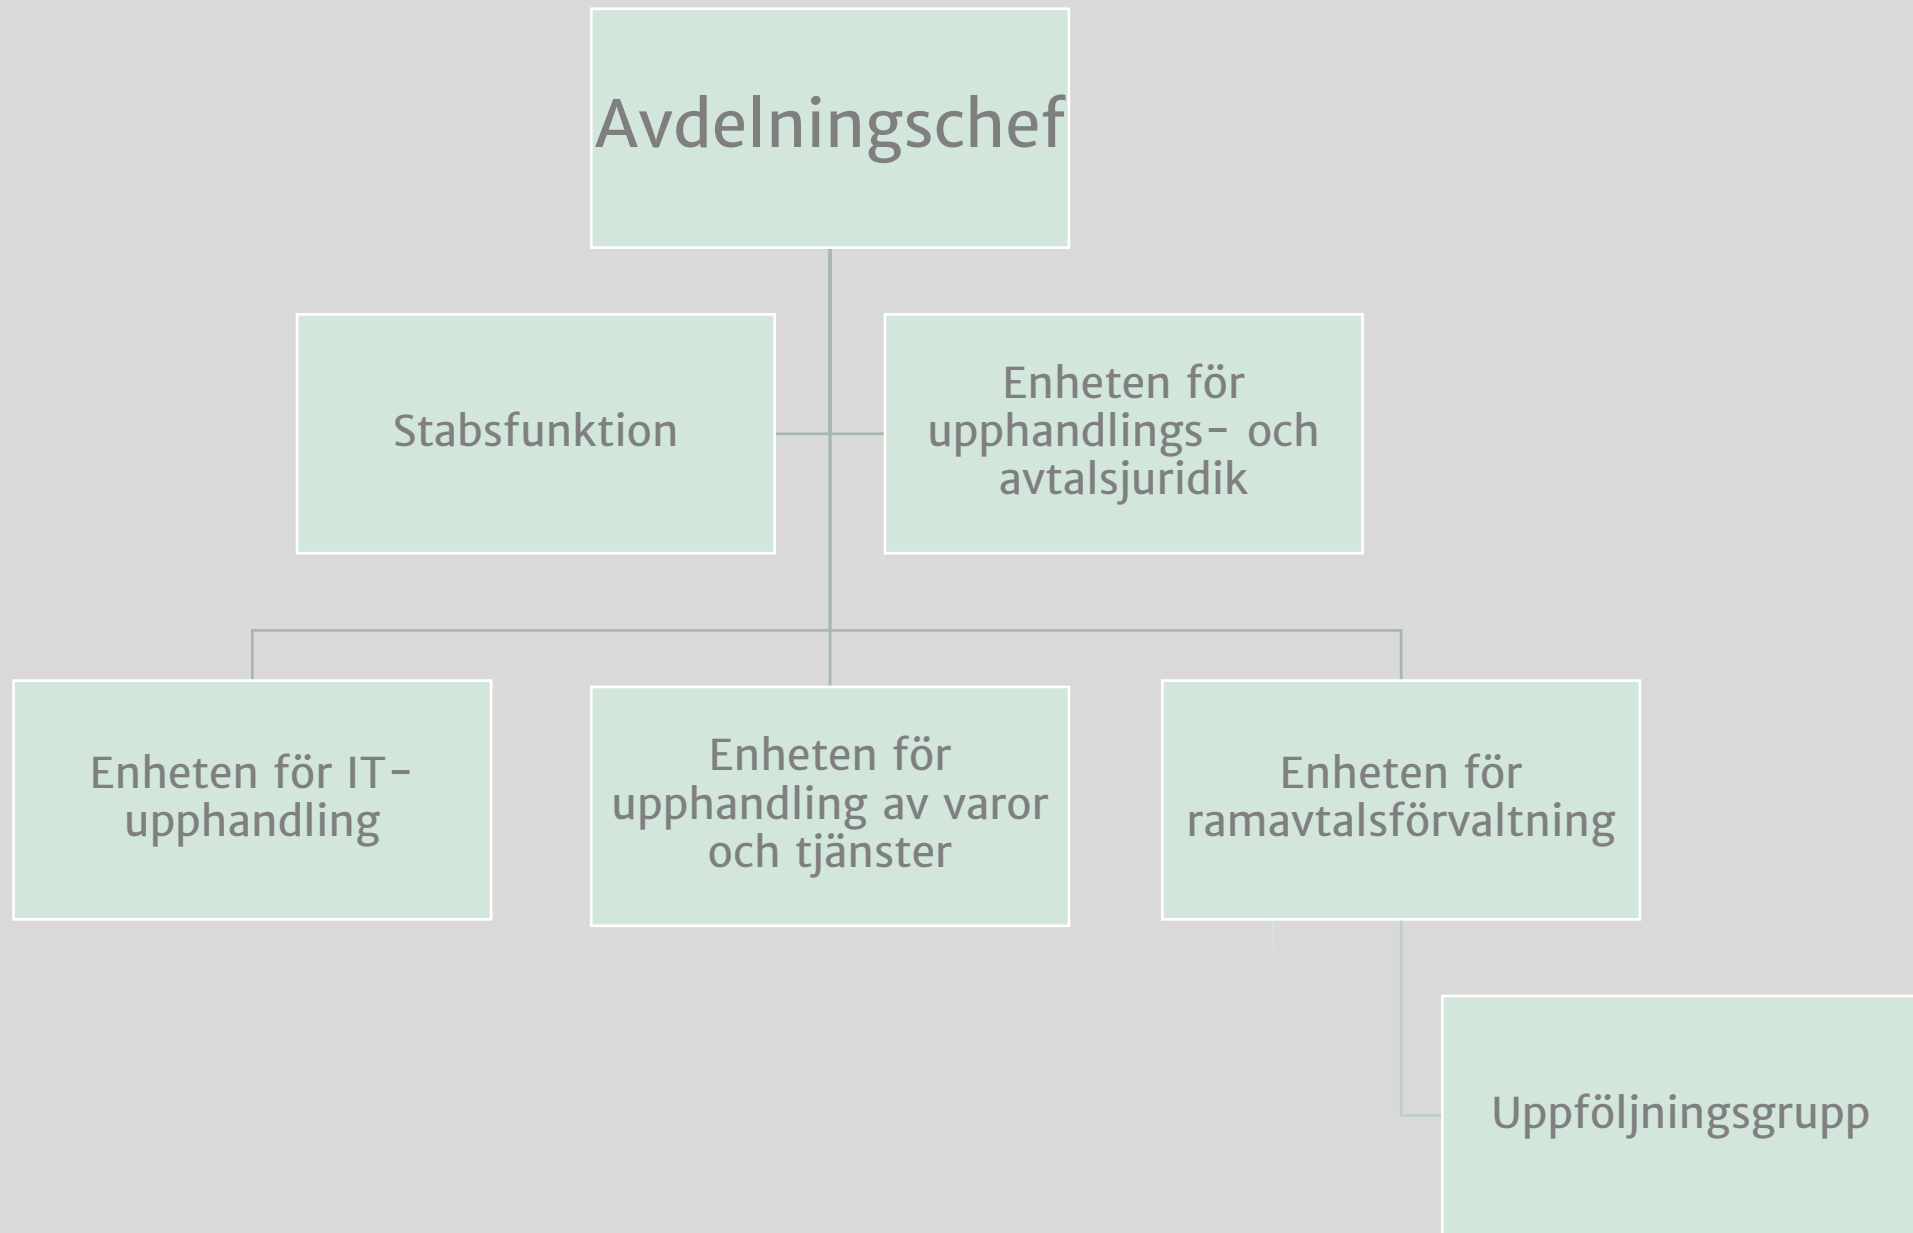 Avdelningschef
Stabsfunktion
Enheten för
upphandlings- och
avtalsjuridik
Enheten för IT-
upphandling
Enheten för
upphandling av varor
och tjänster
Enheten för
ramavtalsförvaltning
Uppföljningsgrupp